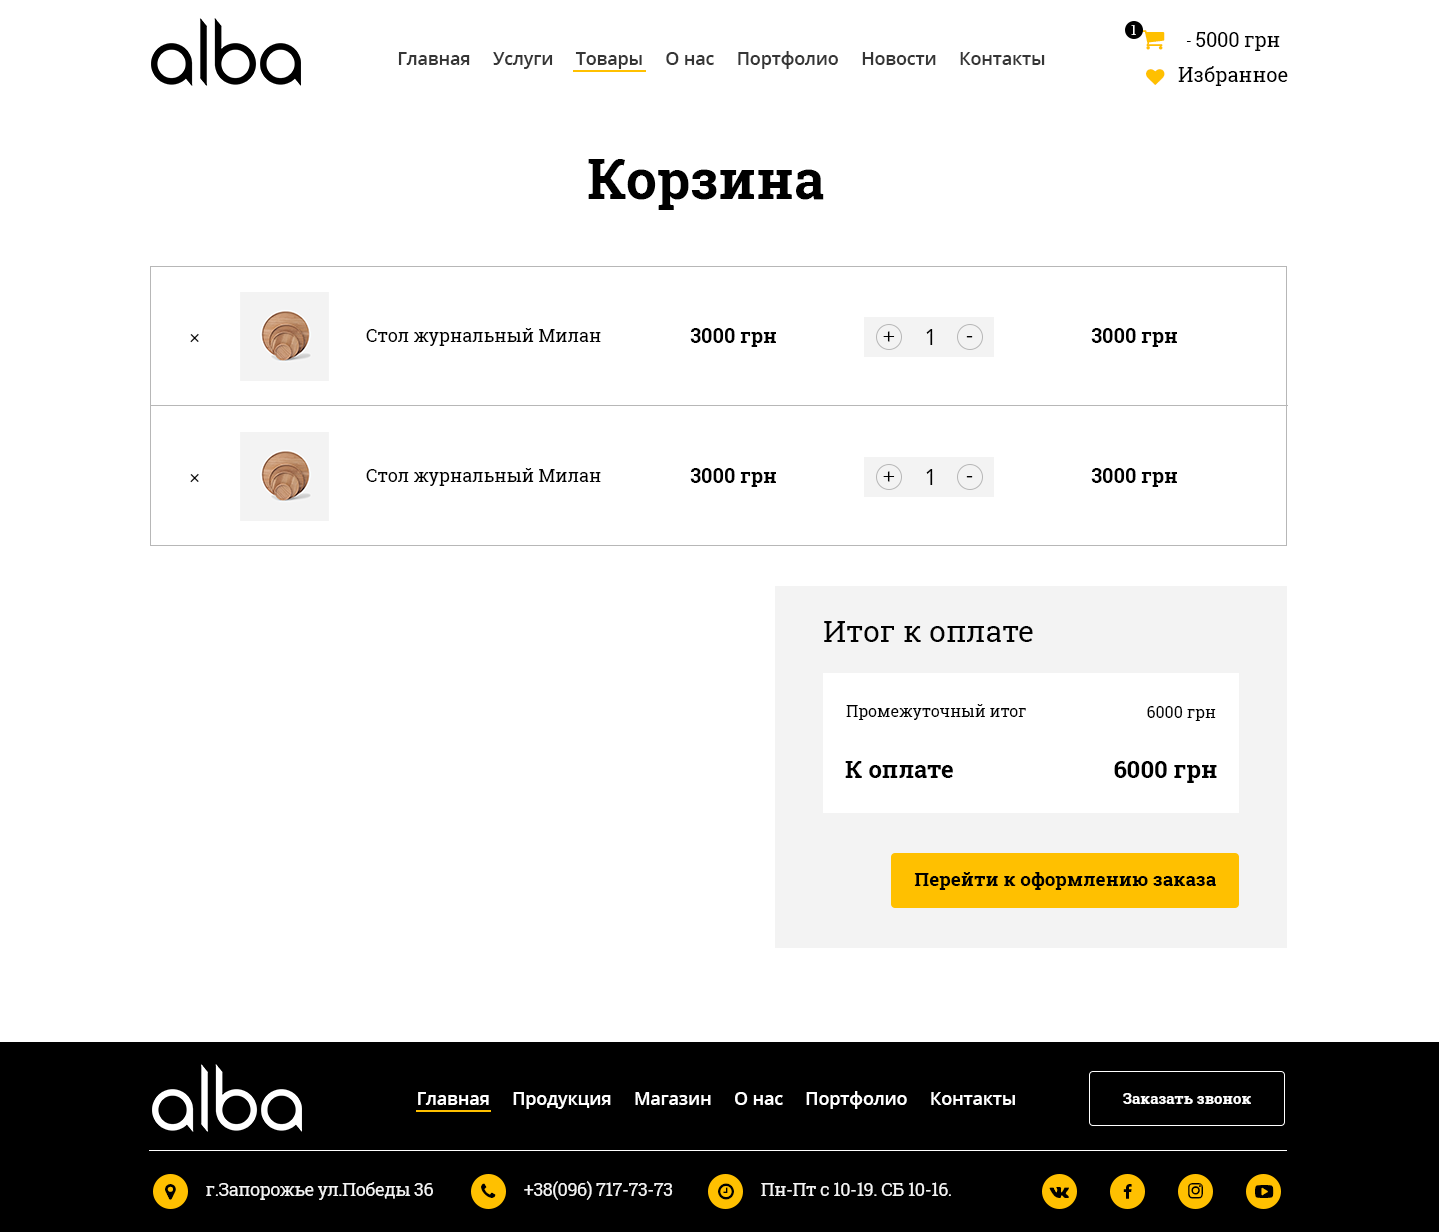 alba
Главная Услуги Товары О нас Портфолио Новости Контакты
1 - 5000 грн
Избранное
Корзина
× Стол журнальный Милан 3000 грн + 1 - 3000 грн
× Стол журнальный Милан 3000 грн + 1 - 3000 грн
Итог к оплате
Промежуточный итог 6000 грн
К оплате 6000 грн
Перейти к оформлению заказа
alba
Главная Продукция Магазин О нас Портфолио Контакты
Заказать звонок
г.Запорожье ул.Победы 36 +38(096) 717-73-73 Пн-Пт с 10-19. СБ 10-16.